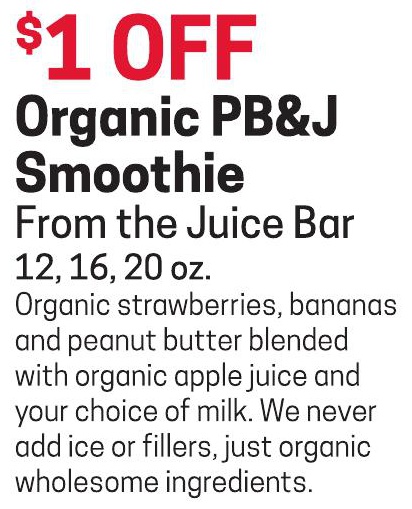 $1 OFF
Organic PB&J
Smoothie
From the Juice Bar
12, 16, 20 oz.
Organic strawberries, bananas
and peanut butter blended
with organic apple juice and
your choice of milk. We never
add ice or fillers, just organic
wholesome ingredients.